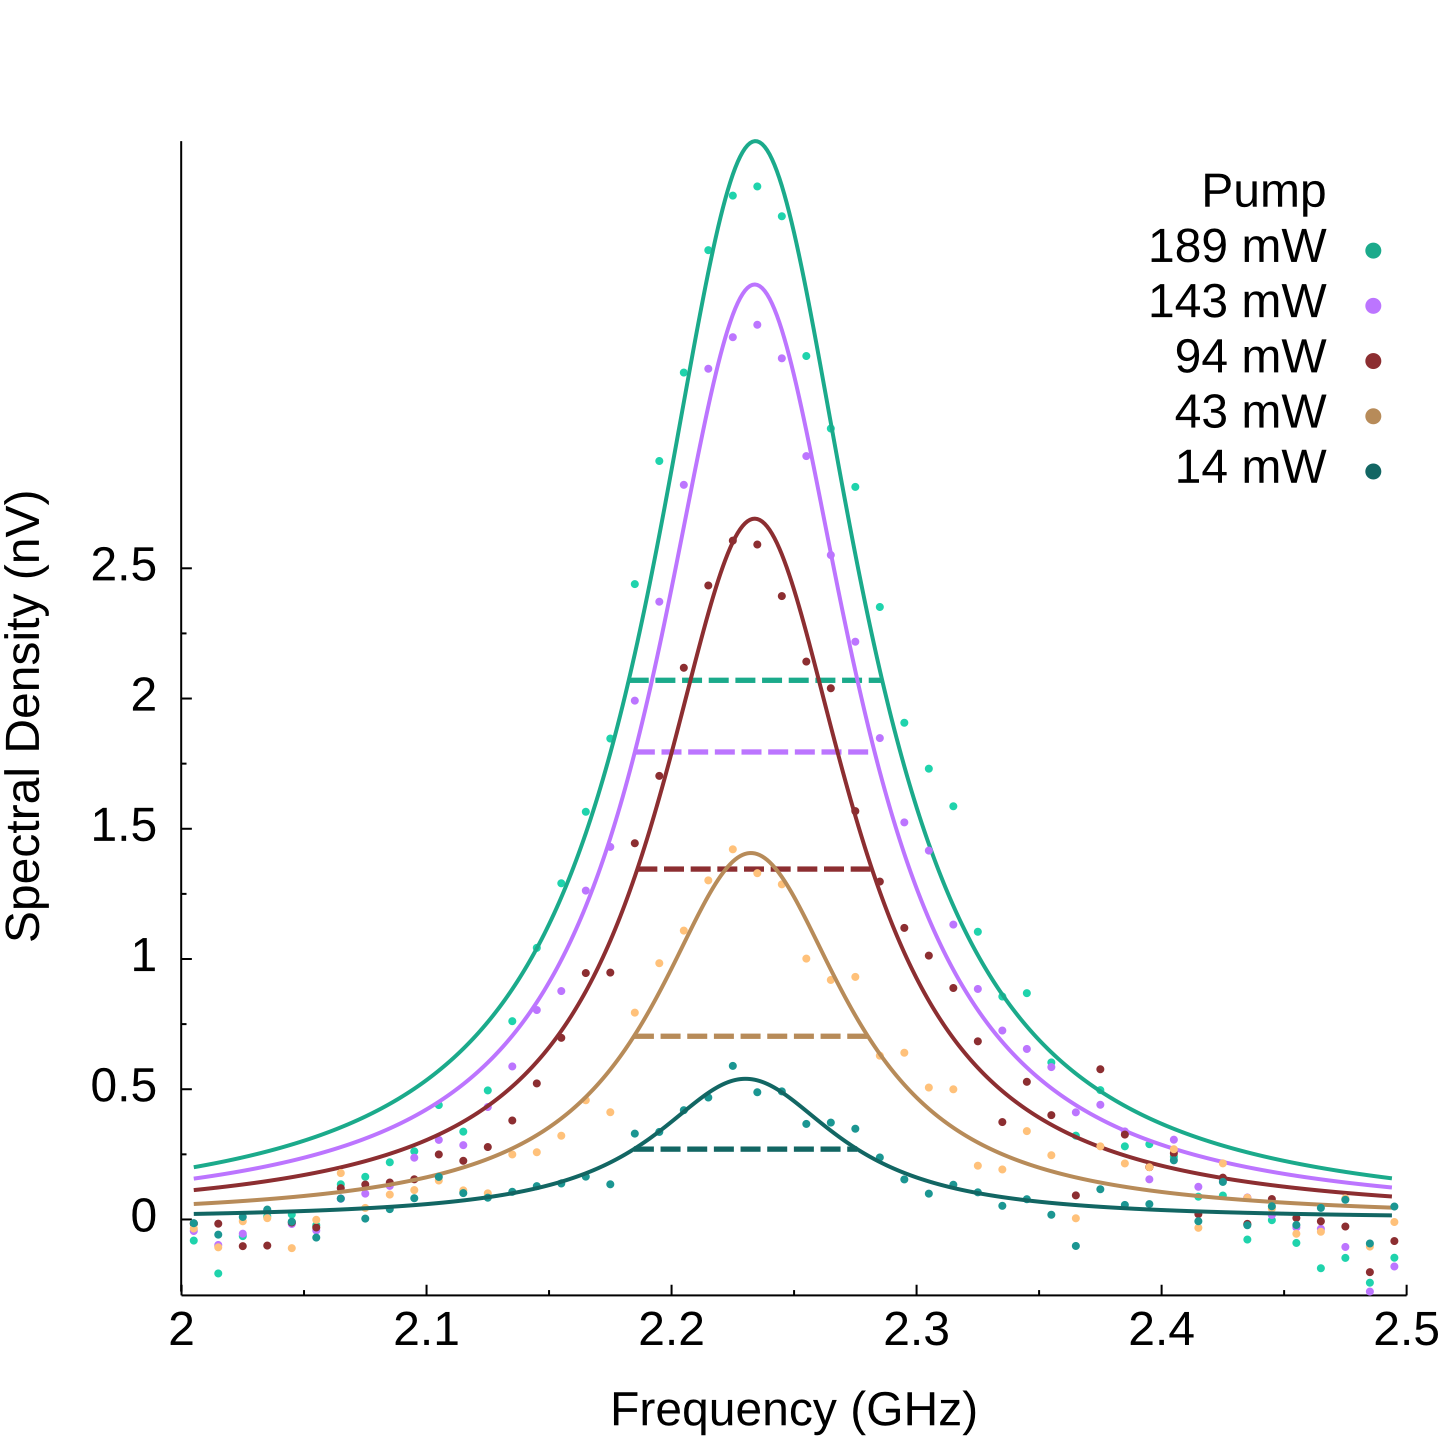 Pump
189 mW
143 mW
94 mW
43 mW
14 mW
Spectral Density (nV)
2.5
2
1.5
1
0.5
0
2 2.1 2.2 2.3 2.4 2.5
Frequency (GHz)